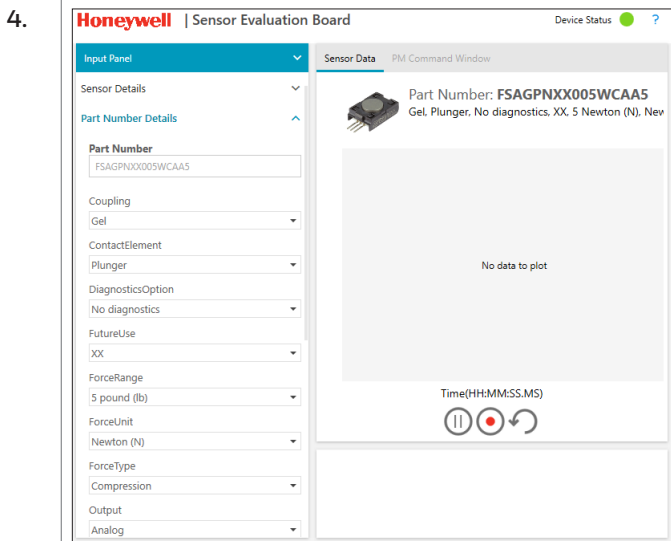 4.
Honeywell | Sensor Evaluation Board
Device Status ?
Input Panel
Sensor Details
Part Number Details
Part Number
FSAGPNXX005WCAA5
Coupling
Gel
ContactElement
Plunger
DiagnosticsOption
No diagnostics
FutureUse
XX
ForceRange
5 pound (lb)
ForceUnit
Newton (N)
ForceType
Compression
Output
Analog
Sensor Data PM Command Window
Part Number: FSAGPNXX005WCAA5
Gel, Plunger, No diagnostics, XX, 5 Newton (N), New
No data to plot
Time(HH:MM:SS.MS)